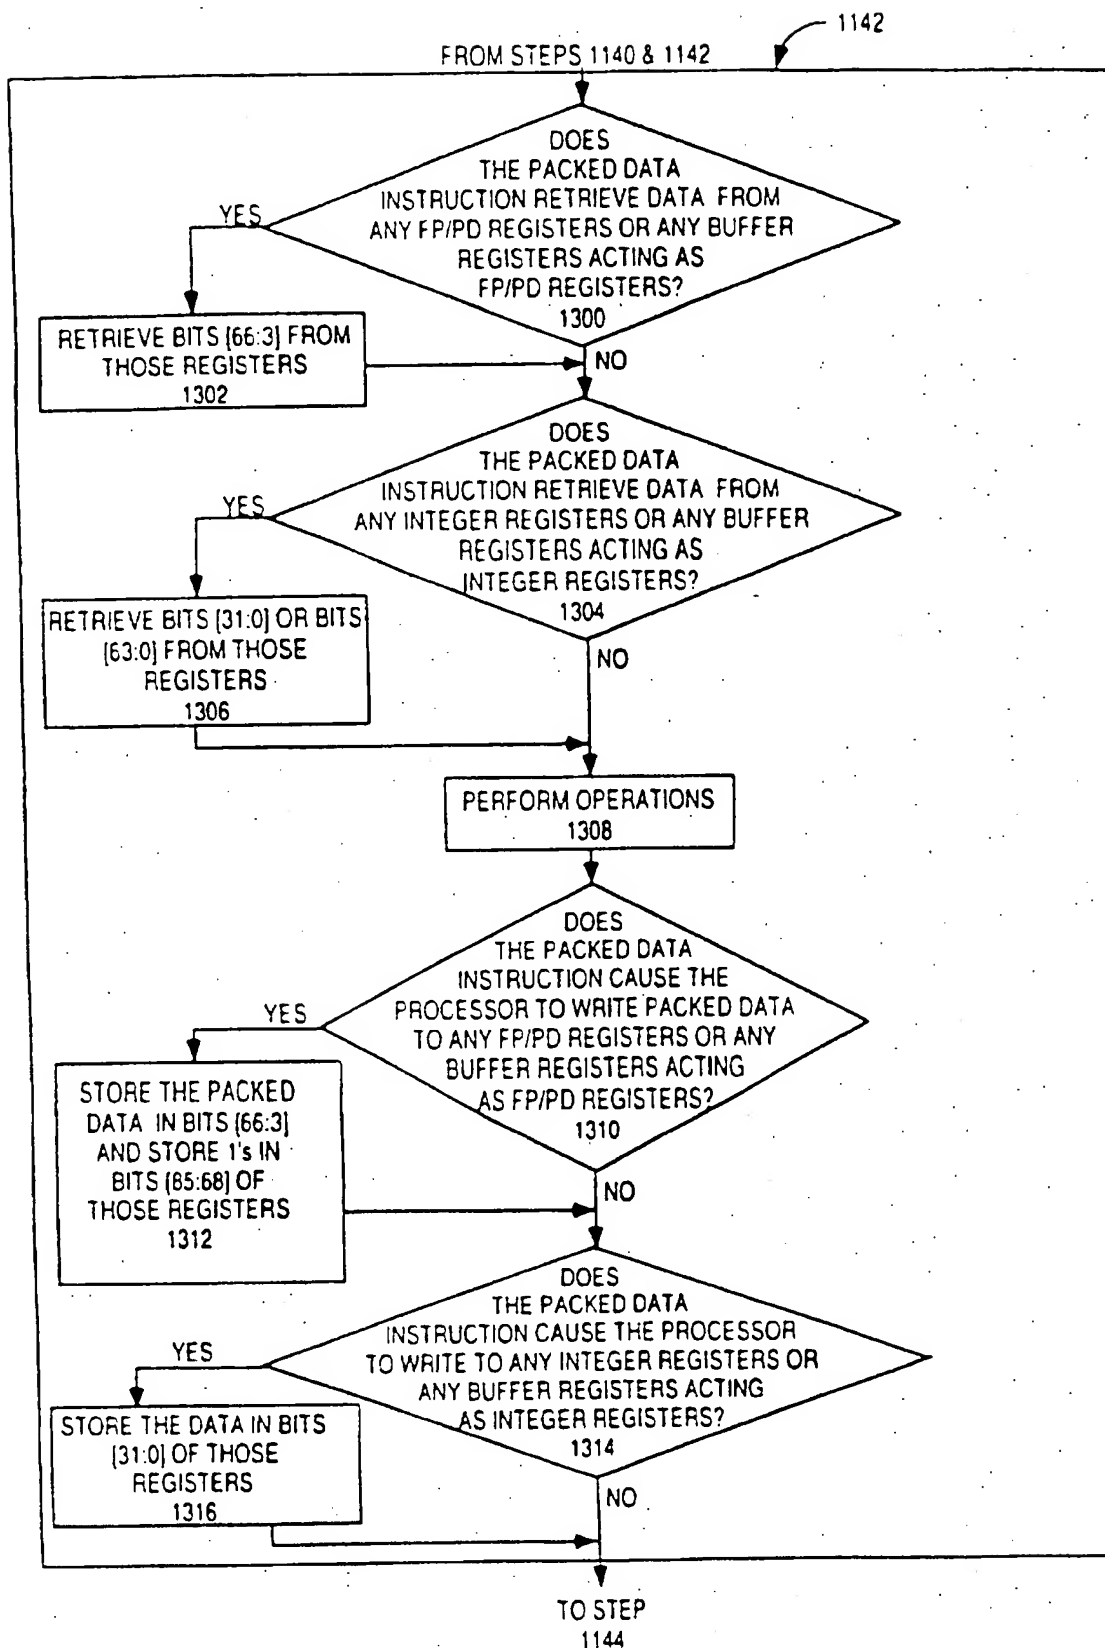 1142
FROM STEPS 1140 & 1142
DOES
THE PACKED DATA
INSTRUCTION RETRIEVE DATA FROM
ANY FP/PD REGISTERS OR ANY BUFFER
REGISTERS ACTING AS
FP/PD REGISTERS?
1300
YES
NO
RETRIEVE BITS [66:3] FROM
THOSE REGISTERS
1302
DOES
THE PACKED DATA
INSTRUCTION RETRIEVE DATA FROM
ANY INTEGER REGISTERS OR ANY BUFFER
REGISTERS ACTING AS
INTEGER REGISTERS?
1304
YES
NO
RETRIEVE BITS [31:0] OR BITS
[63:0] FROM THOSE
REGISTERS
1306
PERFORM OPERATIONS
1308
DOES
THE PACKED DATA
INSTRUCTION CAUSE THE
PROCESSOR TO WRITE PACKED DATA
TO ANY FP/PD REGISTERS OR ANY
BUFFER REGISTERS ACTING
AS FP/PD REGISTERS?
1310
YES
NO
STORE THE PACKED
DATA IN BITS [66:3]
AND STORE 1's IN
BITS [85:68] OF
THOSE REGISTERS
1312
DOES
THE PACKED DATA
INSTRUCTION CAUSE THE PROCESSOR
TO WRITE TO ANY INTEGER REGISTERS OR
ANY BUFFER REGISTERS ACTING
AS INTEGER REGISTERS?
1314
YES
NO
STORE THE DATA IN BITS
[31:0] OF THOSE
REGISTERS
1316
TO STEP
1144